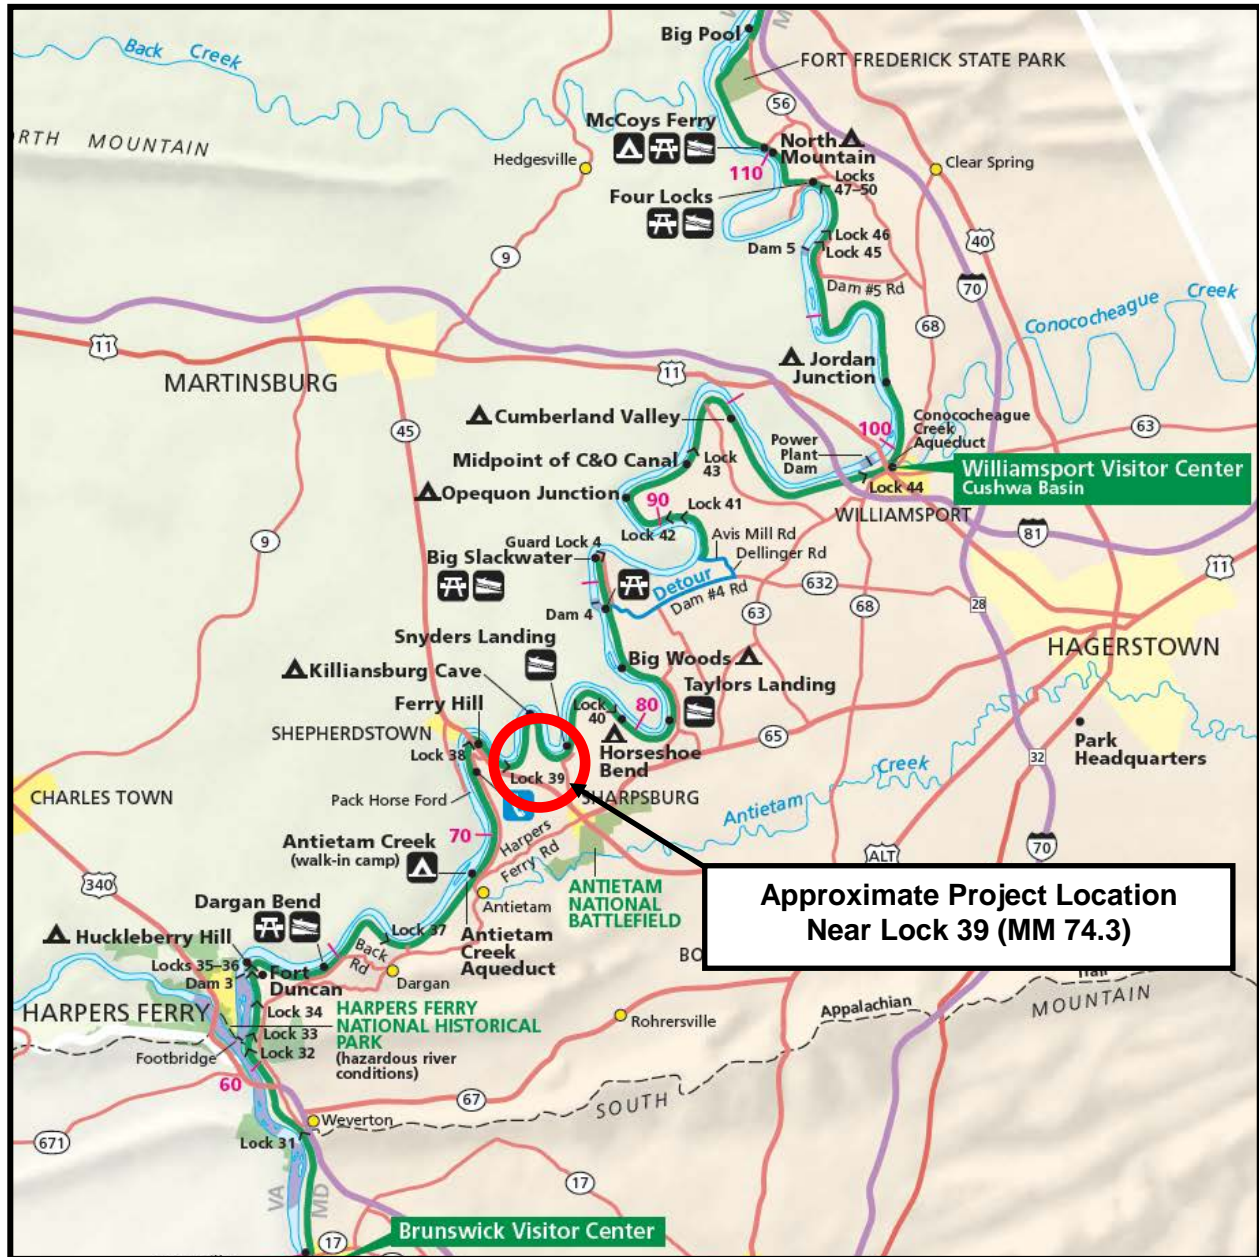 Big Pool
Back Creek
FORT FREDERICK STATE PARK
56
McCoys Ferry
NORTH MOUNTAIN
Hedgesville
North
Mountain
110
Clear Spring
Locks
47–50
Four Locks
Lock 46
Lock 45
Dam 5
40
9
Dam #5 Rd
70
Conococheague Creek
68
11
11
Jordan
Junction
MARTINSBURG
Cumberland Valley
45
100
Conococheague
Creek
Aqueduct
63
Power
Plant
Dam
Midpoint of C&O Canal
Lock
43
Williamsport Visitor Center
Cushwa Basin
Lock 44
Opequon Junction
90
Lock 41
WILLIAMSPORT
Lock 42
Avis Mill Rd
81
9
Guard Lock 4
Dellinger Rd
Big Slackwater
11
Detour
632
Dam #4 Rd
28
Dam 4
63
68
Snyders Landing
HAGERSTOWN
Big Woods
Killiansburg Cave
Taylors Landing
Ferry Hill
Lock
40
80
SHEPHERDSTOWN
65
Park
Headquarters
Lock 38
Horseshoe
Bend
32
Creek
Lock 39
CHARLES TOWN
Pack Horse Ford
SHARPSBURG
Antietam
70
Harpers
Ferry Rd
Antietam Creek
(walk-in camp)
ALT
70
340
ANTIETAM
NATIONAL
BATTLEFIELD
Approximate Project Location
Near Lock 39 (MM 74.3)
Dargan Bend
Antietam
Lock 37
Huckleberry Hill
Antietam
Creek
Aqueduct
Back
Rd
BO
Locks 35–36
Dam 3
Fort
Duncan
Dargan
Trail
HARPERS FERRY
Lock 34
HARPERS FERRY
NATIONAL HISTORICAL
PARK
(hazardous river
conditions)
Appalachian
MOUNTAIN
Rohrersville
Lock 33
Footbridge
Lock 32
60
67
SOUTH
Weverton
671
Lock 31
VA
MD
17
Brunswick Visitor Center
17